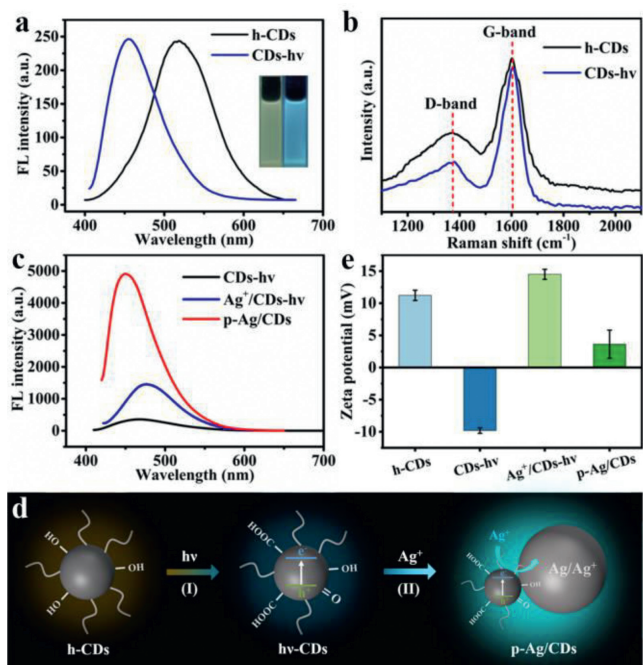 a
FL intensity (a.u.)
250
200
150
100
50
0
h-CDs
CDs-hν
400 500 600 700
Wavelength (nm)
b
Intensity (a.u.)
G-band
h-CDs
CDs-hν
D-band
1200 1400 1600 1800 2000
Raman shift (cm⁻¹)
c
FL intensity (a.u.)
5000
4000
3000
2000
1000
0
CDs-hν
Ag⁺/CDs-hν
p-Ag/CDs
400 500 600 700
Wavelength (nm)
e
Zeta potential (mV)
15
10
5
0
-5
-10
h-CDs CDs-hν Ag⁺/CDs-hν p-Ag/CDs
d
HO
HO
OH
h-CDs
hν
(I)
HOOC
HOOC
e⁻
h⁺
OH
O
hν-CDs
Ag⁺
(II)
Ag⁺
HOOC
HOOC
e⁻
OH
O
Ag/Ag⁺
p-Ag/CDs